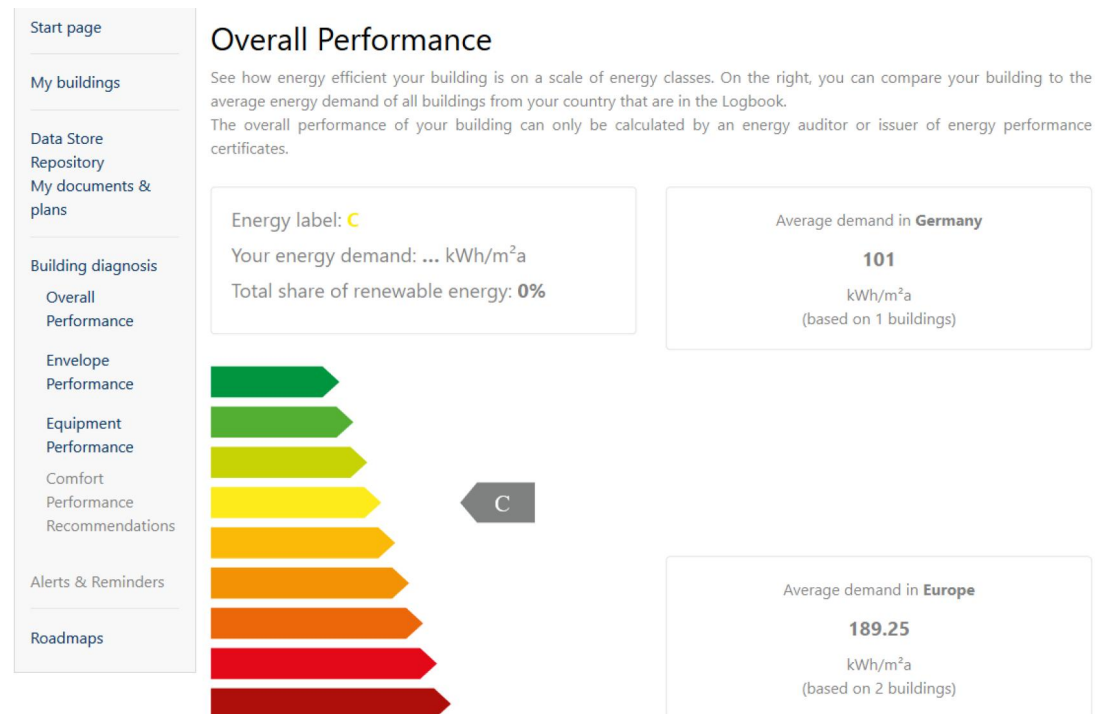 Start page
My buildings
Data Store
Repository
My documents &
plans
Building diagnosis
Overall
Performance
Envelope
Performance
Equipment
Performance
Comfort
Performance
Recommendations
Alerts & Reminders
Roadmaps
Overall Performance
See how energy efficient your building is on a scale of energy classes. On the right, you can compare your building to the
average energy demand of all buildings from your country that are in the Logbook.
The overall performance of your building can only be calculated by an energy auditor or issuer of energy performance
certificates.
Energy label: C
Your energy demand: ... kWh/m²a
Total share of renewable energy: 0%
Average demand in Germany
101
kWh/m²a
(based on 1 buildings)
C
Average demand in Europe
189.25
kWh/m²a
(based on 2 buildings)